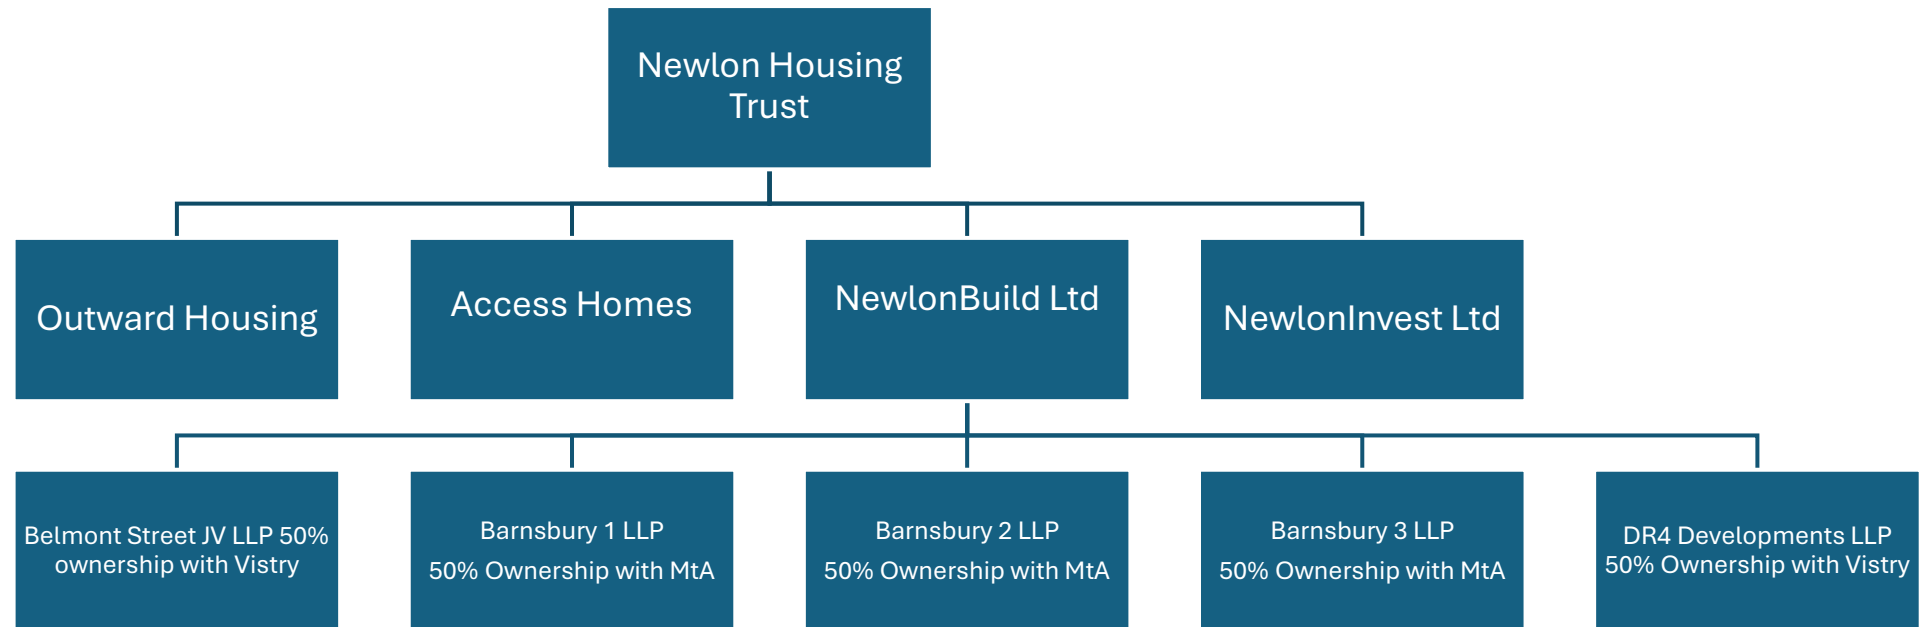 Newlon Housing
Trust
Outward Housing
Access Homes
NewlonBuild Ltd
NewlonInvest Ltd
Belmont Street JV LLP 50%
ownership with Vistry
Barnsbury 1 LLP
50% Ownership with MtA
Barnsbury 2 LLP
50% Ownership with MtA
Barnsbury 3 LLP
50% Ownership with MtA
DR4 Developments LLP
50% Ownership with Vistry